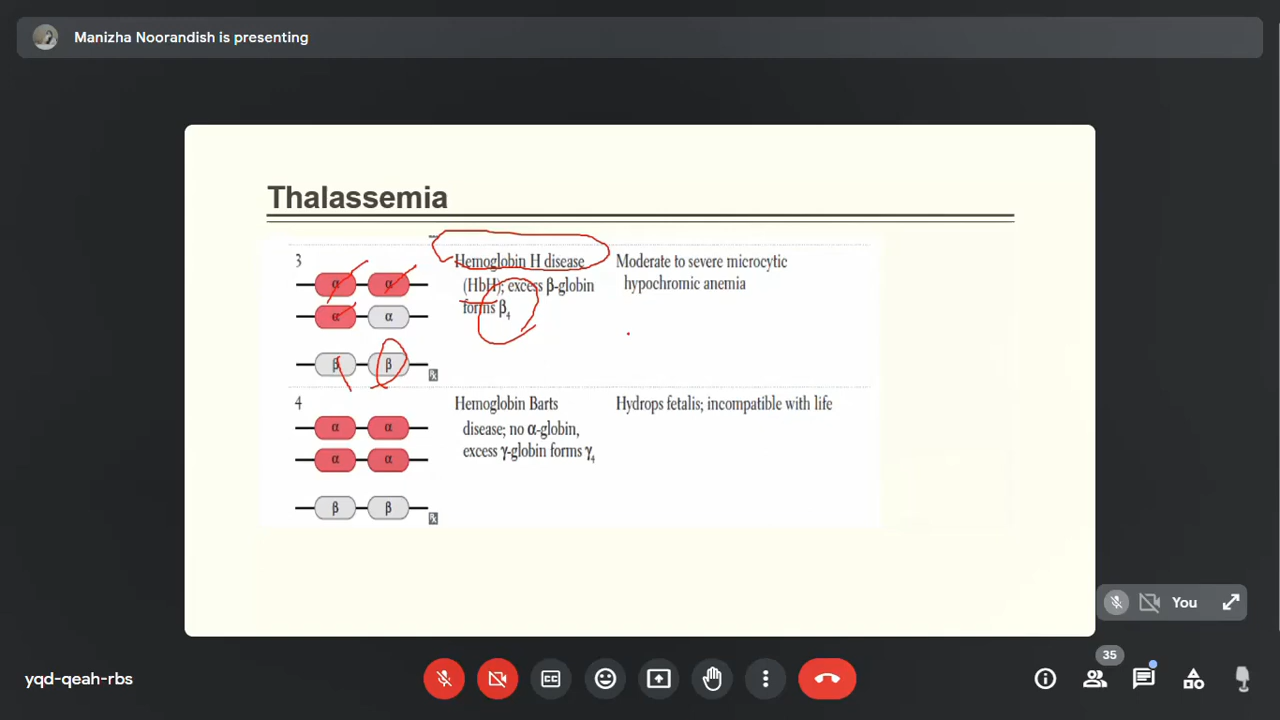 Manizha Noorandish is presenting
Thalassemia
3
α α
α α
β β
Hemoglobin H disease
(HbH); excess β-globin
forms β4
Moderate to severe microcytic
hypochromic anemia
4
α α
α α
β β
Hemoglobin Barts
disease; no α-globin,
excess γ-globin forms γ4
Hydrops fetalis; incompatible with life
You
35
yqd-qeah-rbs
CC